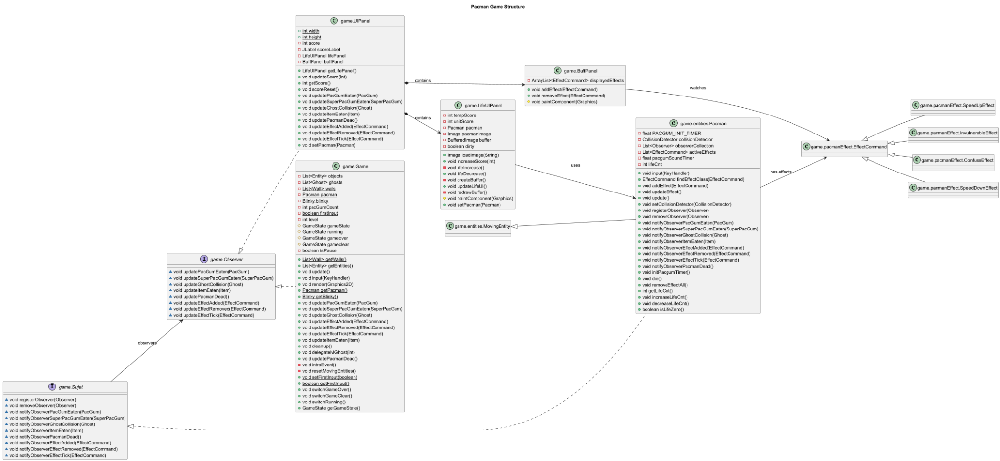 Pacman Game Structure
C game.UIPanel
int width
int height
int score
JLabel scoreLabel
LifeUIPanel lifePanel
BuffPanel buffPanel
LifeUIPanel getLifePanel()
void updateScore(int)
int getScore()
void scoreReset()
void updatePacGumEaten(PacGum)
void updateSuperPacGumEaten(SuperPacGum)
void updateGhostCollision(Ghost)
void updateItemEaten(Item)
void updatePacmanDead()
void updateEffectAdded(EffectCommand)
void updateEffectRemoved(EffectCommand)
void updateEffectTick(EffectCommand)
void setPacman(Pacman)
contains
contains
C game.BuffPanel
ArrayList<EffectCommand> displayedEffects
void addEffect(EffectCommand)
void removeEffect(EffectCommand)
void paintComponent(Graphics)
watches
C game.LifeUIPanel
int tempScore
int unitScore
Pacman pacman
Image pacmanImage
BufferedImage buffer
boolean dirty
Image loadImage(String)
void increaseScore(int)
void lifeIncrease()
void lifeDecrease()
void createBuffer()
void updateLifeUI()
void redrawBuffer()
void paintComponent(Graphics)
void setPacman(Pacman)
uses
C game.entities.MovingEntity
C game.entities.Pacman
float PACGUM_INIT_TIMER
CollisionDetector collisionDetector
List<Observer> observerCollection
List<EffectCommand> activeEffects
float pacgumSoundTimer
int lifeCnt
void input(KeyHandler)
EffectCommand findEffectClass(EffectCommand)
void addEffect(EffectCommand)
void updateEffect()
void update()
void setCollisionDetector(CollisionDetector)
void registerObserver(Observer)
void removeObserver(Observer)
void notifyObserverPacGumEaten(PacGum)
void notifyObserverSuperPacGumEaten(SuperPacGum)
void notifyObserverGhostCollision(Ghost)
void notifyObserverItemEaten(Item)
void notifyObserverEffectAdded(EffectCommand)
void notifyObserverEffectRemoved(EffectCommand)
void notifyObserverEffectTick(EffectCommand)
void notifyObserverPacmanDead()
void initPacgumTimer()
void die()
void removeEffectAll()
int getLifeCnt()
void increaseLifeCnt()
void decreaseLifeCnt()
boolean isLifeZero()
has effects
C game.pacmanEffect.EffectCommand
C game.pacmanEffect.SpeedUpEffect
C game.pacmanEffect.InvulnerableEffect
C game.pacmanEffect.ConfuseEffect
C game.pacmanEffect.SpeedDownEffect
C game.Game
List<Entity> objects
List<Ghost> ghosts
List<Wall> walls
Pacman pacman
Blinky blinky
int pacGumCount
boolean firstInput
int level
GameState gameState
GameState running
GameState gameover
GameState gameclear
boolean isPause
List<Wall> getWalls()
List<Entity> getEntities()
void update()
void input(KeyHandler)
void render(Graphics2D)
Pacman getPacman()
Blinky getBlinky()
void updatePacGumEaten(PacGum)
void updateSuperPacGumEaten(SuperPacGum)
void updateGhostCollision(Ghost)
void updateEffectAdded(EffectCommand)
void updateEffectRemoved(EffectCommand)
void updateEffectTick(EffectCommand)
void updateItemEaten(Item)
void cleanup()
void delegatelvlGhost(int)
void updatePacmanDead()
void introEvent()
void resetMovingEntities()
void setFirstInput(boolean)
boolean getFirstInput()
void switchGameOver()
void switchGameClear()
void switchRunning()
GameState getGameState()
I game.Observer
void updatePacGumEaten(PacGum)
void updateSuperPacGumEaten(SuperPacGum)
void updateGhostCollision(Ghost)
void updateItemEaten(Item)
void updatePacmanDead()
void updateEffectAdded(EffectCommand)
void updateEffectRemoved(EffectCommand)
void updateEffectTick(EffectCommand)
observers
I game.Sujet
void registerObserver(Observer)
void removeObserver(Observer)
void notifyObserverPacGumEaten(PacGum)
void notifyObserverSuperPacGumEaten(SuperPacGum)
void notifyObserverGhostCollision(Ghost)
void notifyObserverItemEaten(Item)
void notifyObserverPacmanDead()
void notifyObserverEffectAdded(EffectCommand)
void notifyObserverEffectRemoved(EffectCommand)
void notifyObserverEffectTick(EffectCommand)